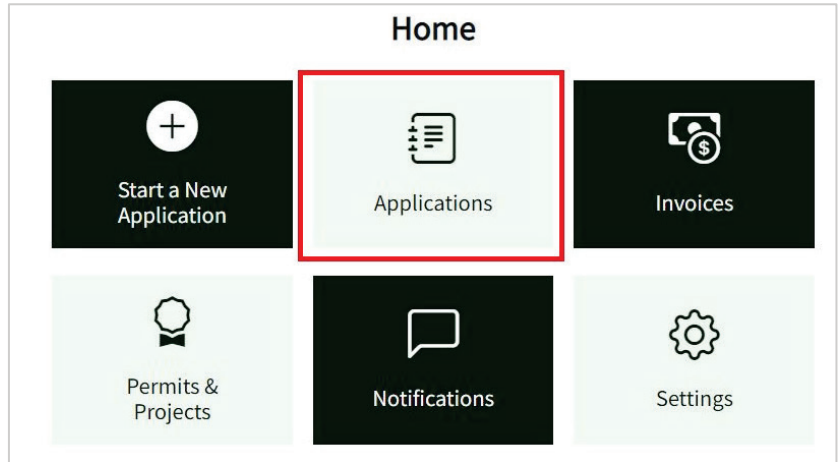 Home
Start a New
Application
Applications
Invoices
Permits &
Projects
Notifications
Settings